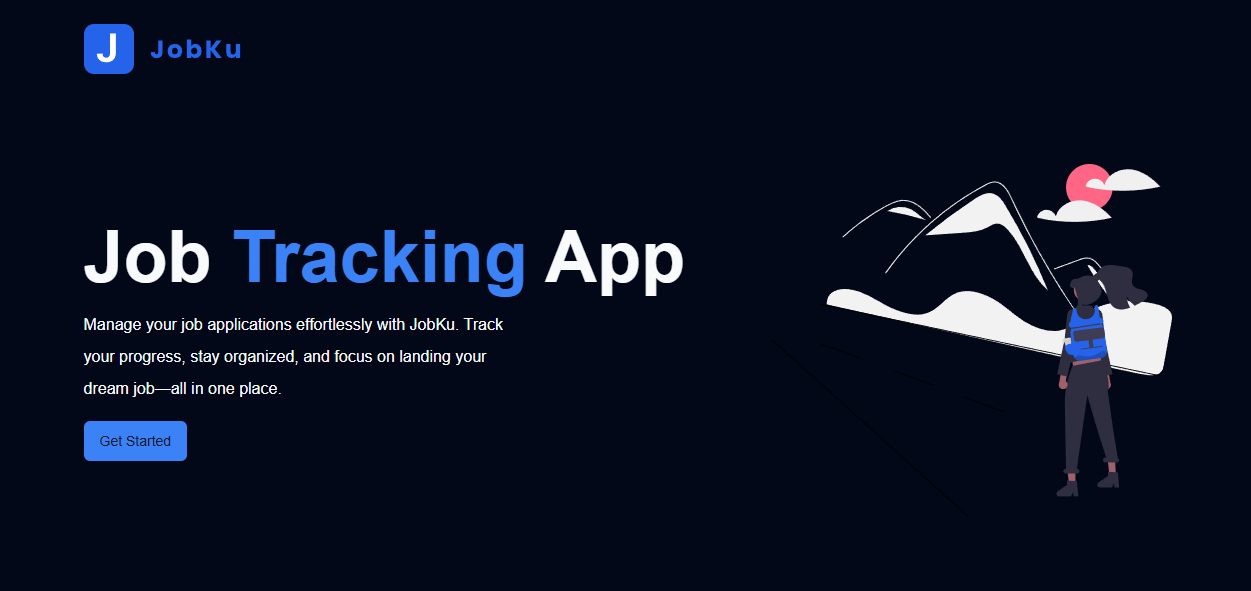 J JobKu
Job Tracking App
Manage your job applications effortlessly with JobKu. Track
your progress, stay organized, and focus on landing your
dream job—all in one place.
Get Started